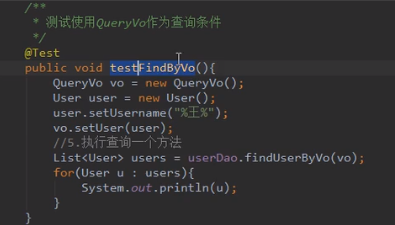 /**
* 测试使用QueryVo作为查询条件
*/
@Test
public void testFindByVo(){
QueryVo vo = new QueryVo();
User user = new User();
user.setUsername("%王%");
vo.setUser(user);
//5.执行查询一个方法
List<User> users = userDao.findUserByVo(vo);
for(User u : users){
System.out.println(u);
}
}